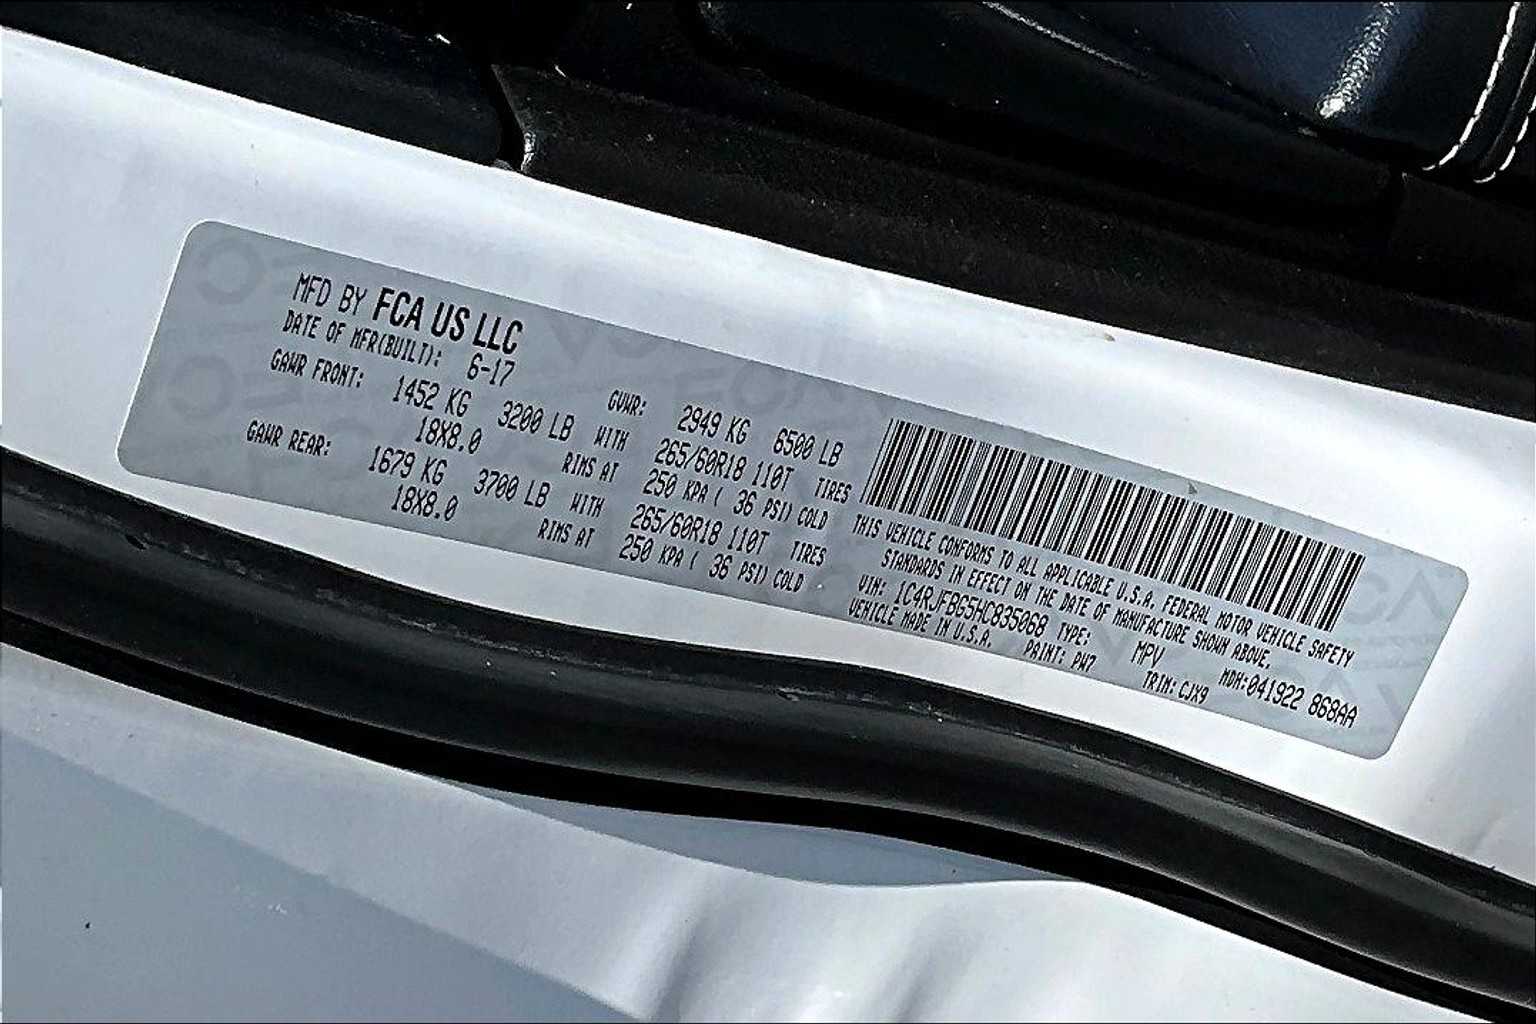 MFD BY FCA US LLC
DATE OF MFR(BUILT): 6-17
GVWR: 2949 KG 6500 LB
GAWR FRONT: 1452 KG 3200 LB WITH 265/60R18 110T TIRES
18X8.0 RIMS AT 250 KPA ( 36 PSI) COLD
GAWR REAR: 1679 KG 3700 LB WITH 265/60R18 110T TIRES
18X8.0 RIMS AT 250 KPA ( 36 PSI) COLD
THIS VEHICLE CONFORMS TO ALL APPLICABLE U.S.A. FEDERAL MOTOR VEHICLE SAFETY
STANDARDS IN EFFECT ON THE DATE OF MANUFACTURE SHOWN ABOVE.
VIN: 1C4RJFBG5HC835068 TYPE: MPV MDH:041922 868AA
VEHICLE MADE IN U.S.A. PAINT: PW7 TRIM: CJX9